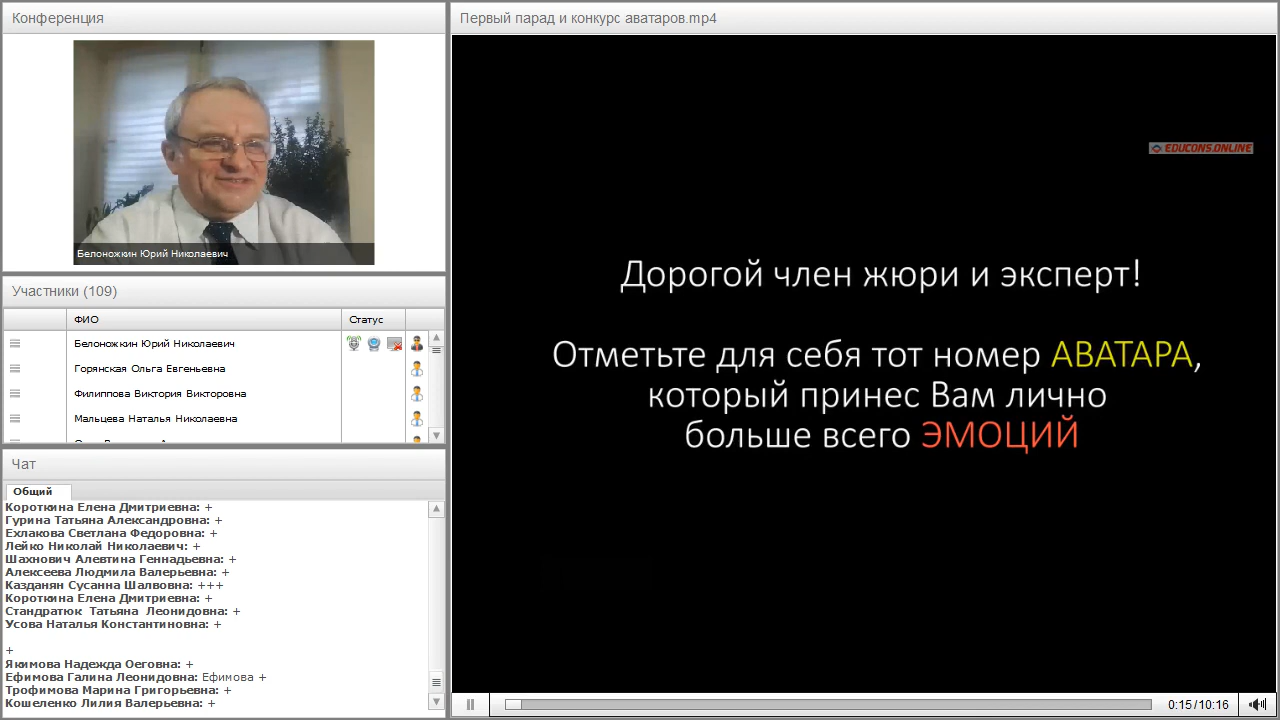 Конференция
Белоножкин Юрий Николаевич
Участники (109)
ФИО
Статус
Белоножкин Юрий Николаевич
Горянская Ольга Евгеньевна
Филиппова Виктория Викторовна
Мальцева Наталья Николаевна
Чат
Общий
Короткина Елена Дмитриевна: +
Гурина Татьяна Александровна: +
Ехлакова Светлана Федоровна: +
Лейко Николай Николаевич: +
Шахнович Алевтина Геннадьевна: +
Алексеева Людмила Валерьевна: +
Казданян Сусанна Шалвовна: +++
Короткина Елена Дмитриевна: +
Стандратюк Татьяна Леонидовна: +
Усова Наталья Константиновна: +
+
Якимова Надежда Оеговна: +
Ефимова Галина Леонидовна: Ефимова +
Трофимова Марина Григорьевна: +
Кошеленко Лилия Валерьевна: +
Первый парад и конкурс аватаров.mp4
EDUCONS.ONLINE
Дорогой член жюри и эксперт!
Отметьте для себя тот номер АВАТАРА,
который принес Вам лично
больше всего ЭМОЦИЙ
0:15/10:16